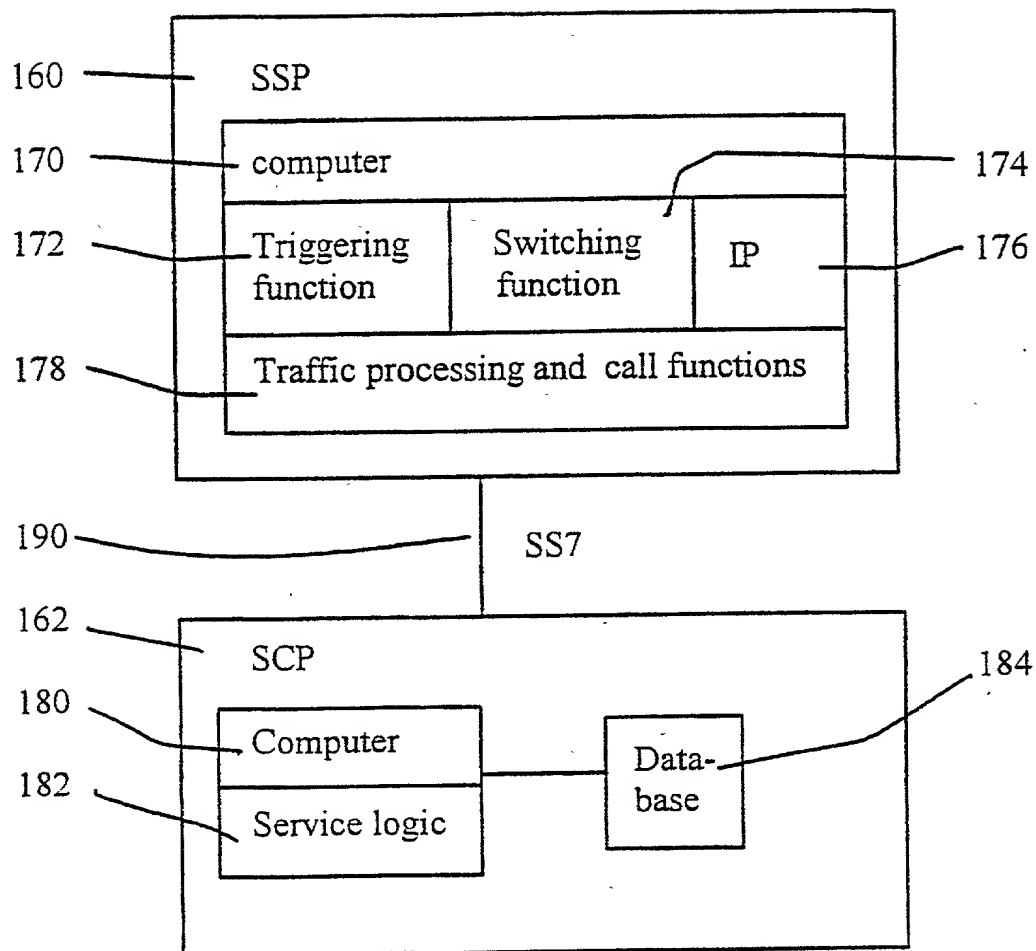 160
SSP
170
computer
174
172
Triggering
function
Switching
function
IP
176
178
Traffic processing and call functions
190
SS7
162
SCP
184
180
Computer
Data-
base
182
Service logic